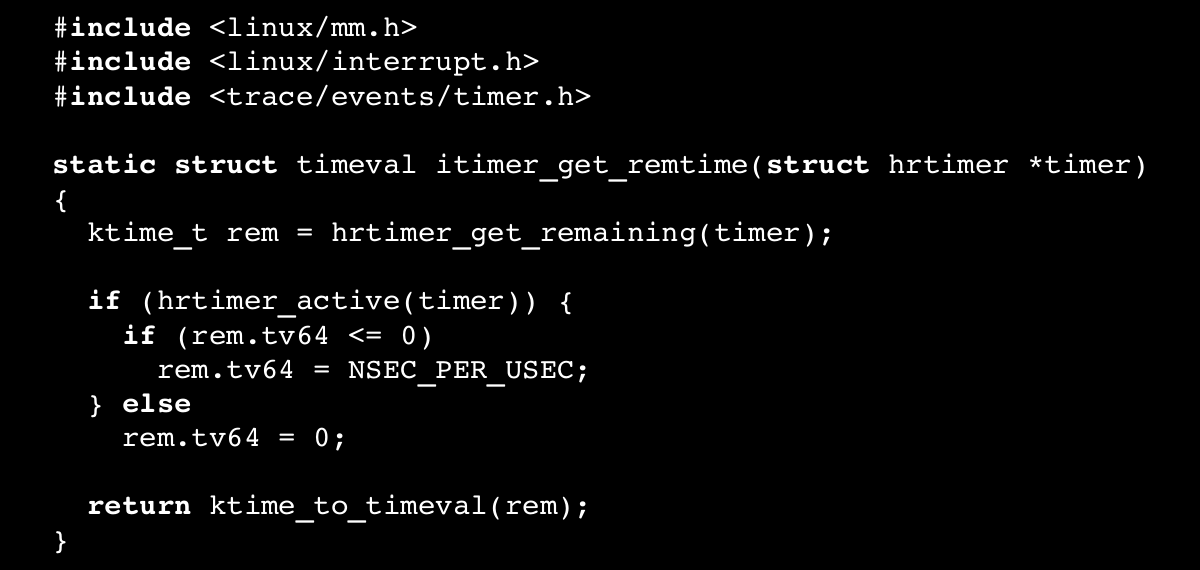 #include <linux/mm.h>
#include <linux/interrupt.h>
#include <trace/events/timer.h>
static struct timeval itimer_get_remtime(struct hrtimer *timer)
{
ktime_t rem = hrtimer_get_remaining(timer);
if (hrtimer_active(timer)) {
if (rem.tv64 <= 0)
rem.tv64 = NSEC_PER_USEC;
} else
rem.tv64 = 0;
return ktime_to_timeval(rem);
}